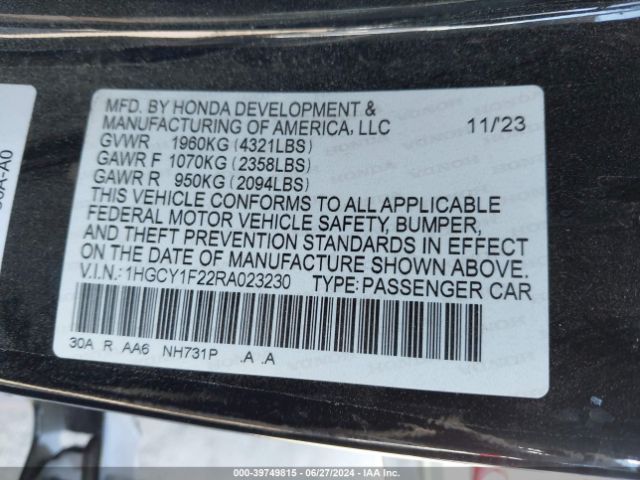 MFD. BY HONDA DEVELOPMENT &
MANUFACTURING OF AMERICA, LLC 11/'23
GVWR 1960KG (4321LBS)
GAWR F 1070KG (2358LBS)
GAWR R 950KG (2094LBS)
THIS VEHICLE CONFORMS TO ALL APPLICABLE
FEDERAL MOTOR VEHICLE SAFETY, BUMPER,
AND THEFT PREVENTION STANDARDS IN EFFECT
ON THE DATE OF MANUFACTURE SHOWN ABOVE.
V.I.N.: 1HGCY1F22RA023230 TYPE: PASSENGER CAR
30A R AA6 NH731P .A .A
000-39749815 | 06/27/2024 | IAA Inc.